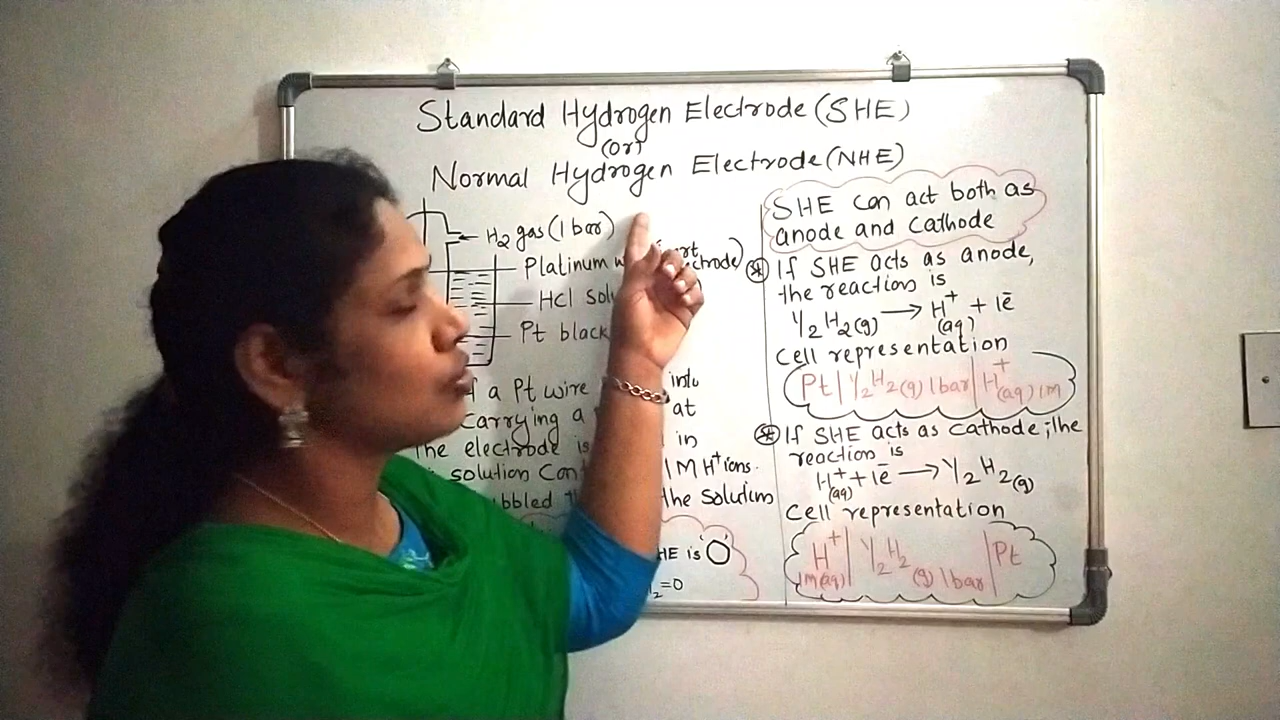 Standard Hydrogen Electrode (SHE)
(or)
Normal Hydrogen Electrode (NHE)
H2 gas (1 bar)
Platinum
HCl
Pt black
a Pt wire into
carrying a at
the electrode is in
solution 1M H+ ions.
the solution
HE is 'O'
2=0
SHE can act both as
anode and cathode
* If SHE acts as anode,
the reaction is
1/2 H2(g) → H+(aq) + 1e̅
Cell representation
Pt | 1/2 H2(g) 1bar | H+(aq) 1M
* If SHE acts as cathode; the
reaction is
H+(aq) + 1e̅ → 1/2 H2(g)
Cell representation
H+ 1M(aq) | 1/2 H2 (g) 1bar | Pt